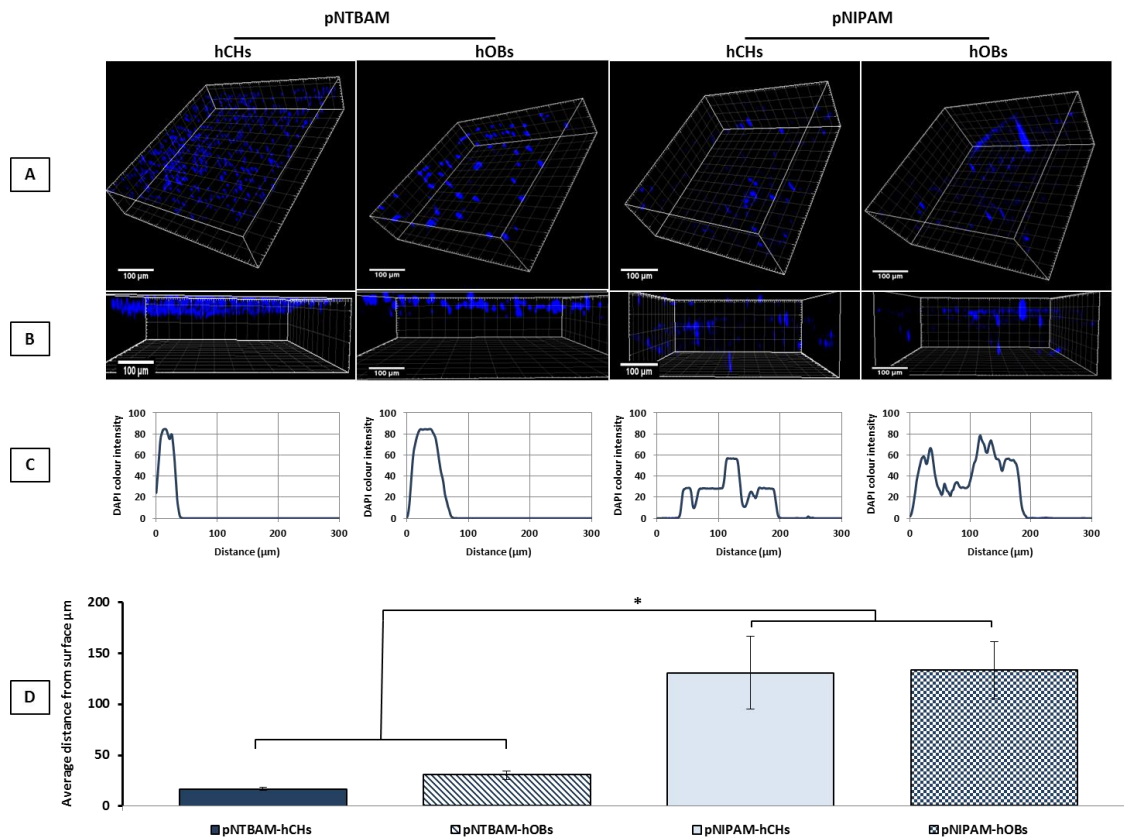 pNTBAM pNIPAM
hCHs hOBs hCHs hOBs
A
100 µm 100 µm 100 µm 100 µm
B
100 µm 100 µm 100 µm 100 µm
C
DAPI colour intensity
100
80
60
40
20
0
0 100 200 300
Distance (µm)
DAPI colour intensity
100
80
60
40
20
0
0 100 200 300
Distance (µm)
DAPI colour intensity
100
80
60
40
20
0
0 100 200 300
Distance (µm)
DAPI colour intensity
100
80
60
40
20
0
0 100 200 300
Distance (µm)
D
Average distance from surface µm
200
150
100
50
0
*
pNTBAM-hCHs pNTBAM-hOBs pNIPAM-hCHs pNIPAM-hOBs